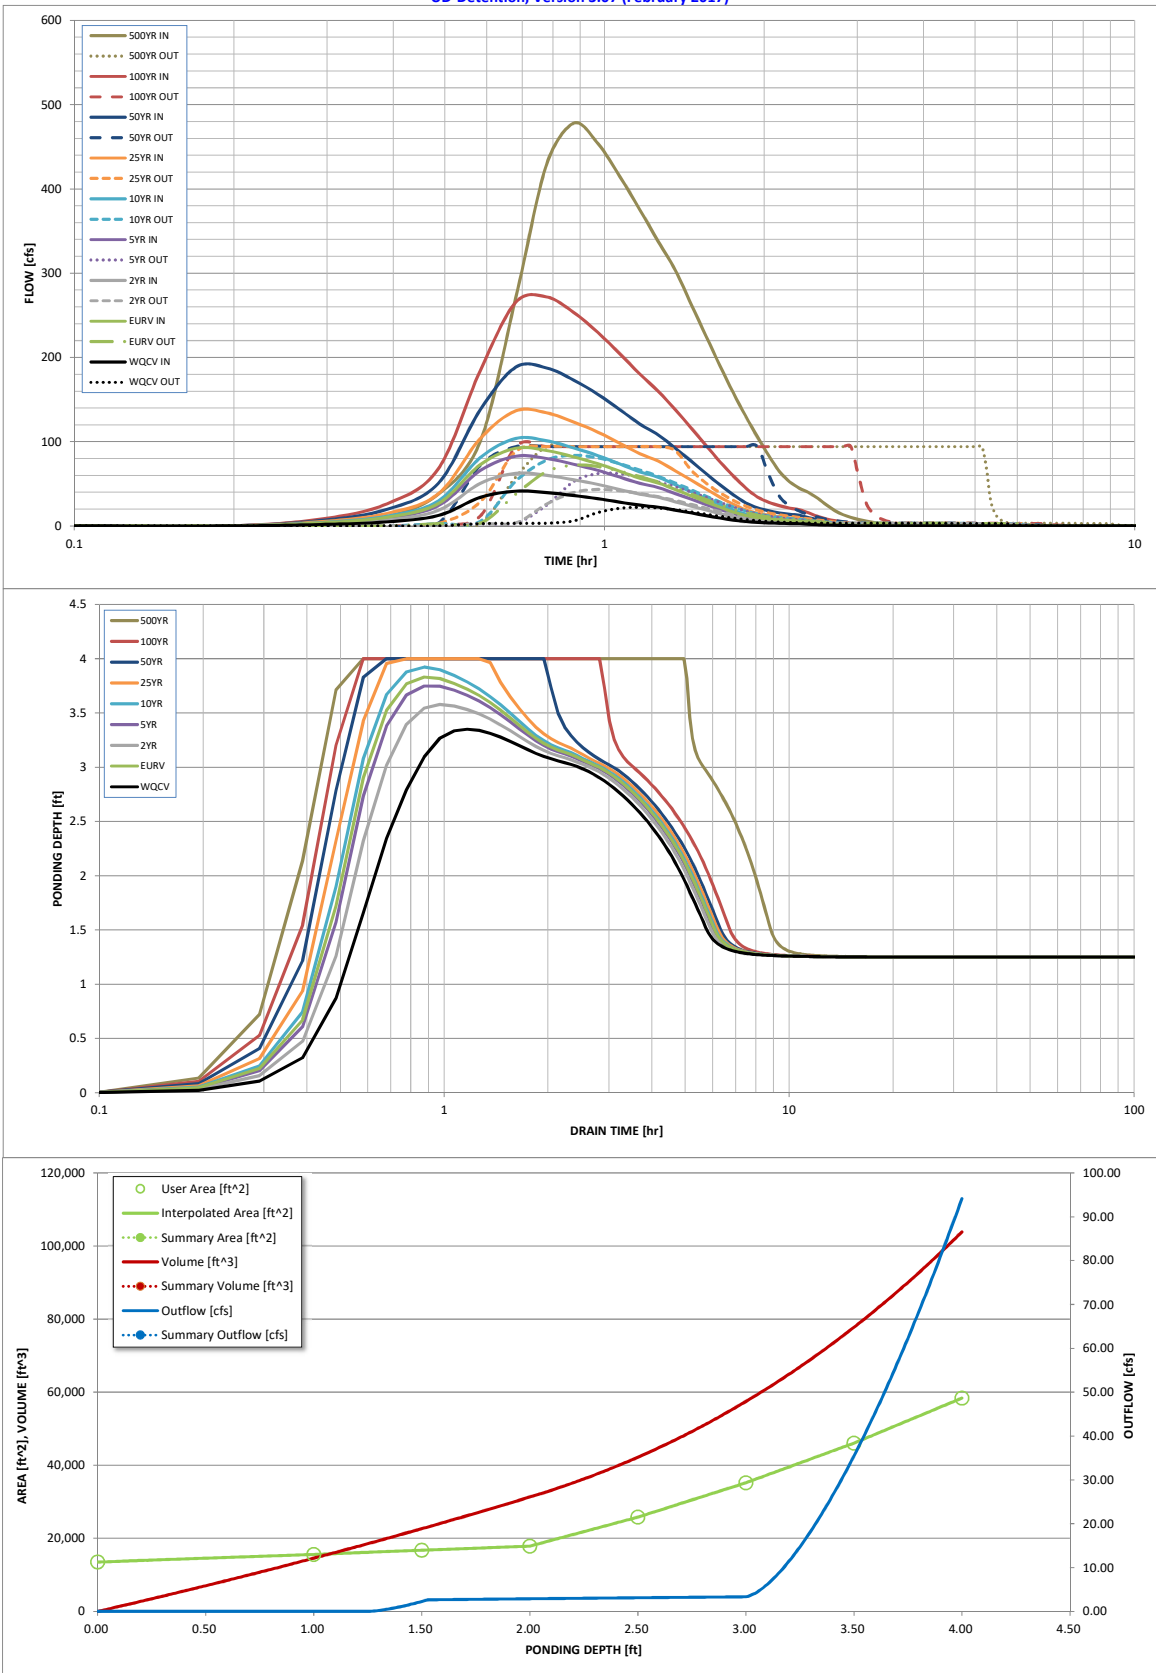 600
500
400
300
200
100
0
FLOW [cfs]
500YR IN
500YR OUT
100YR IN
100YR OUT
50YR IN
50YR OUT
25YR IN
25YR OUT
10YR IN
10YR OUT
5YR IN
5YR OUT
2YR IN
2YR OUT
EURV IN
EURV OUT
WQCV IN
WQCV OUT
0.1
1
10
TIME [hr]
4.5
4
3.5
3
2.5
2
1.5
1
0.5
0
PONDING DEPTH [ft]
500YR
100YR
50YR
25YR
10YR
5YR
2YR
EURV
WQCV
0.1
1
10
100
DRAIN TIME [hr]
120,000
100,000
80,000
60,000
40,000
20,000
0
AREA [ft^2], VOLUME [ft^3]
User Area [ft^2]
Interpolated Area [ft^2]
Summary Area [ft^2]
Volume [ft^3]
Summary Volume [ft^3]
Outflow [cfs]
Summary Outflow [cfs]
100.00
90.00
80.00
70.00
60.00
50.00
40.00
30.00
20.00
10.00
0.00
OUTFLOW [cfs]
0.00
0.50
1.00
1.50
2.00
2.50
3.00
3.50
4.00
4.50
PONDING DEPTH [ft]